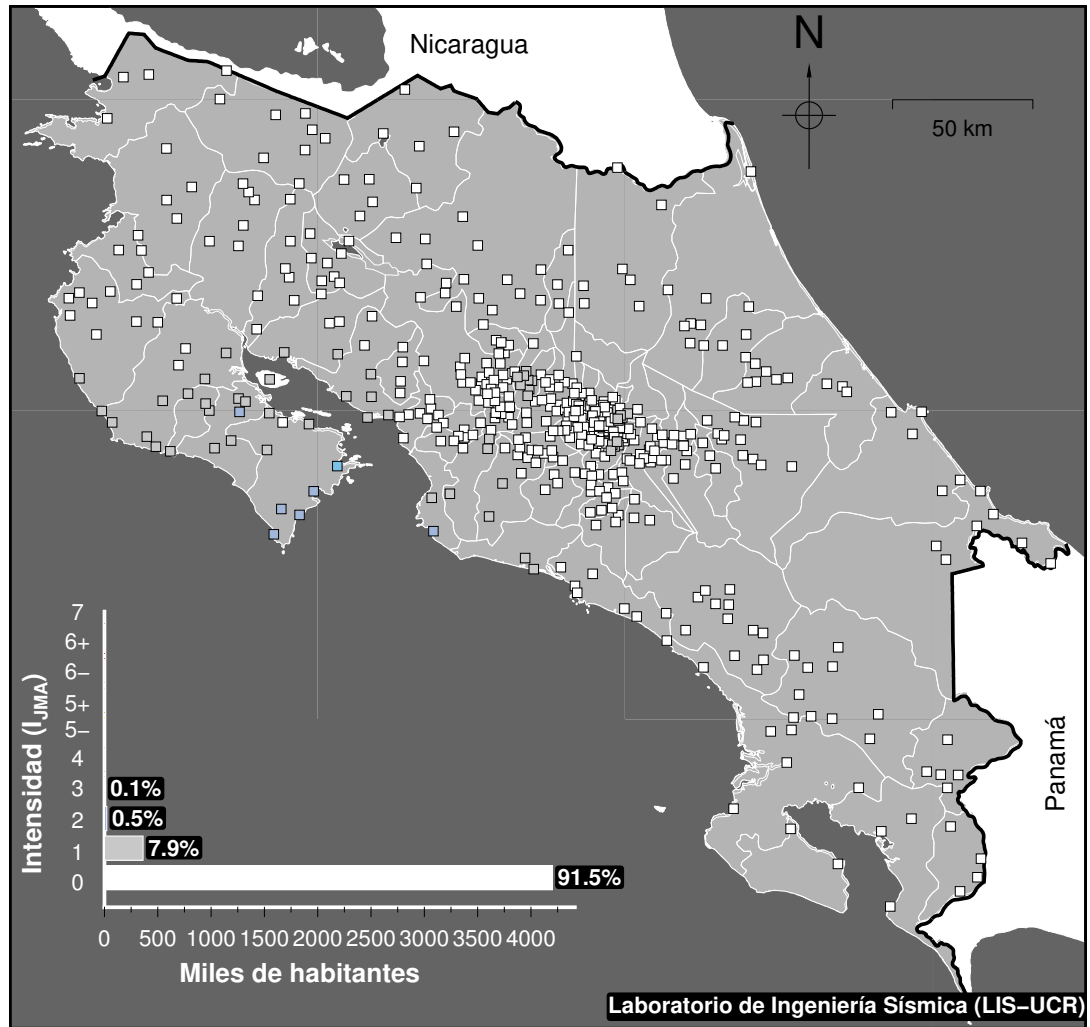 Nicaragua
N
50 km
Panamá
Intensidad (I_JMA)
7
6+
6−
5+
5−
4
3
2
1
0
0.1%
0.5%
7.9%
91.5%
0 500 1000 1500 2000 2500 3000 3500 4000
Miles de habitantes
Laboratorio de Ingeniería Sísmica (LIS−UCR)